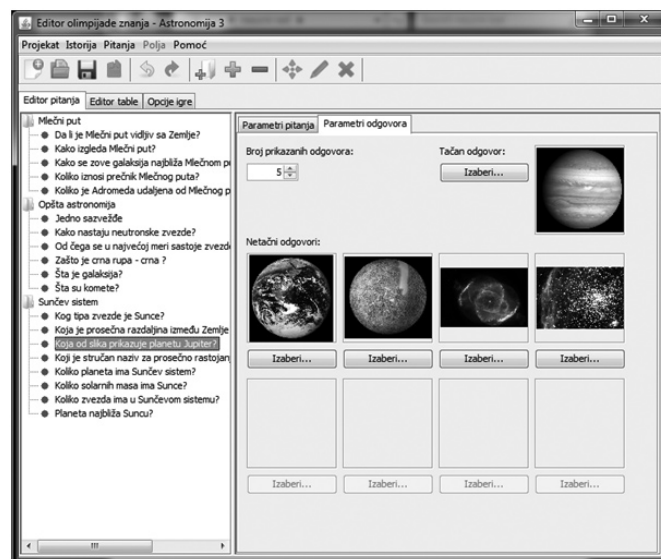 Editor olimpijade znanja - Astronomija 3
Projekat Istorija Pitanja Polja Pomoć
Editor pitanja Editor table Opcije igre
Mlečni put
Da li je Mlečni put vidljiv sa Zemlje?
Kako izgleda Mlečni put?
Kako se zove galaksija najbliža Mlečnom p
Koliko iznosi prečnik Mlečnog puta?
Koliko je Adromeda udaljena od Mlečnog p
Opšta astronomija
Jedno sazvežđe
Kako nastaju neutronske zvezde?
Od čega se u najvećoj meri sastoje zvezd
Zašto je crna rupa - crna ?
Šta je galaksija?
Šta su komete?
Sunčev sistem
Kog tipa zvezde je Sunce?
Koja je prosečna razdaljina između Zemlje
Koja od slika prikazuje planetu Jupiter?
Koji je stručan naziv za prosečno rastojan
Koliko planeta ima Sunčev sistem?
Koliko solarnih masa ima Sunce?
Koliko zvezda ima u Sunčevom sistemu?
Planeta najbliža Suncu?
Parametri pitanja Parametri odgovora
Broj prikazanih odgovora: Tačan odgovor:
5 Izaberi...
Netačni odgovori:
Izaberi... Izaberi... Izaberi... Izaberi...
Izaberi... Izaberi... Izaberi... Izaberi...